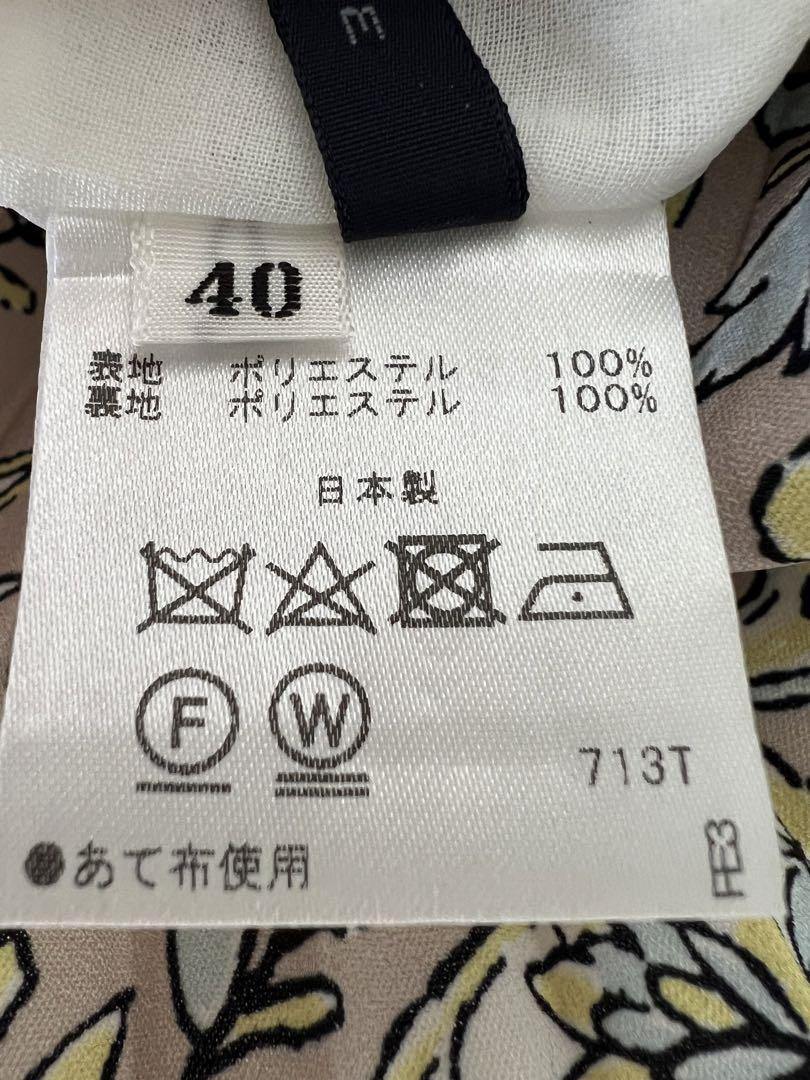 40
表地 ポリエステル 100%
裏地 ポリエステル 100%
日本製
F W
713T
●あて布使用